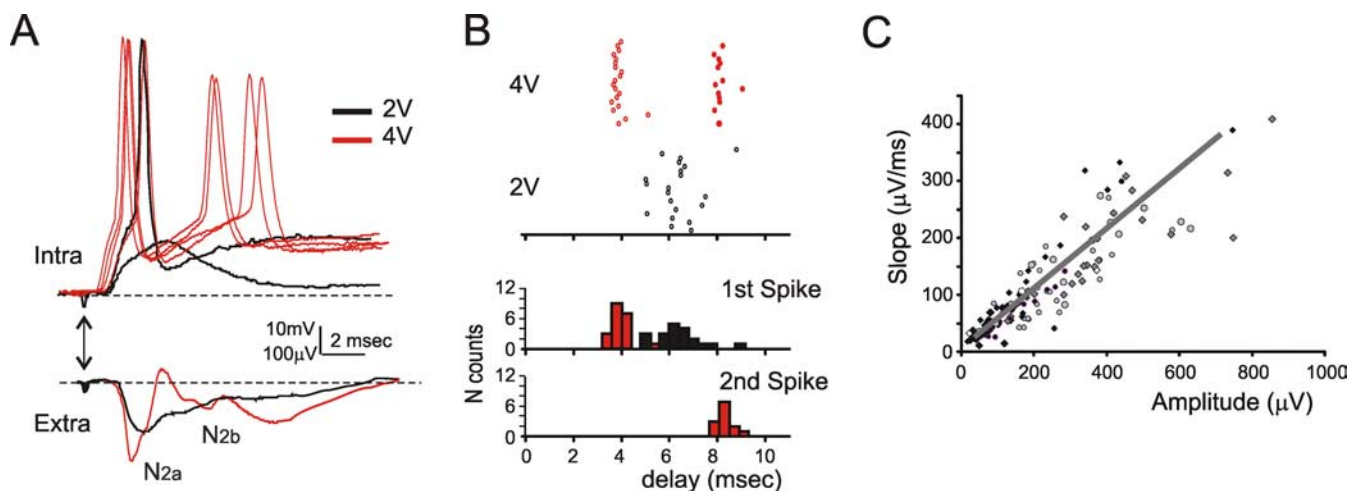 A
2V
4V
Intra
10mV
100μV
2 msec
Extra
N2a
N2b
B
4V
2V
1st Spike
12
6
0
2nd Spike
12
6
0
N counts
0 2 4 6 8 10
delay (msec)
C
Slope (μV/ms)
400
300
200
100
0
0 200 400 600 800 1000
Amplitude (μV)